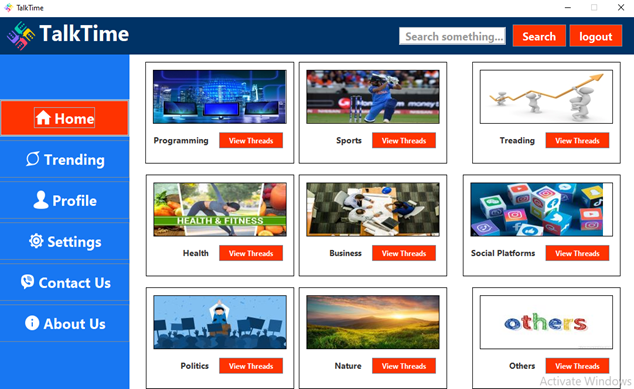 TalkTime
TalkTime
Search something...
Search
logout
Home
Trending
Profile
Settings
Contact Us
About Us
Programming
View Threads
Sports
View Threads
Treading
View Threads
HEALTH & FITNESS
Health
View Threads
Business
View Threads
Social Platforms
View Threads
Politics
View Threads
Nature
View Threads
others
Others
View Threads
Activate Windows